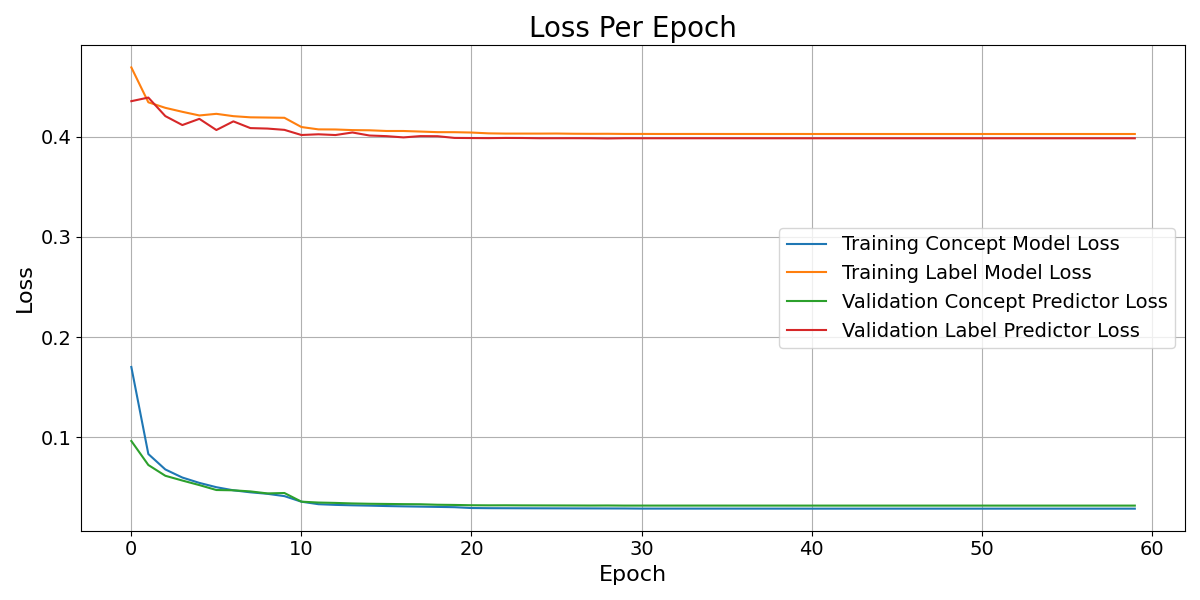 Loss Per Epoch
Loss
0.4
0.3
0.2
0.1
Training Concept Model Loss
Training Label Model Loss
Validation Concept Predictor Loss
Validation Label Predictor Loss
0 10 20 30 40 50 60
Epoch